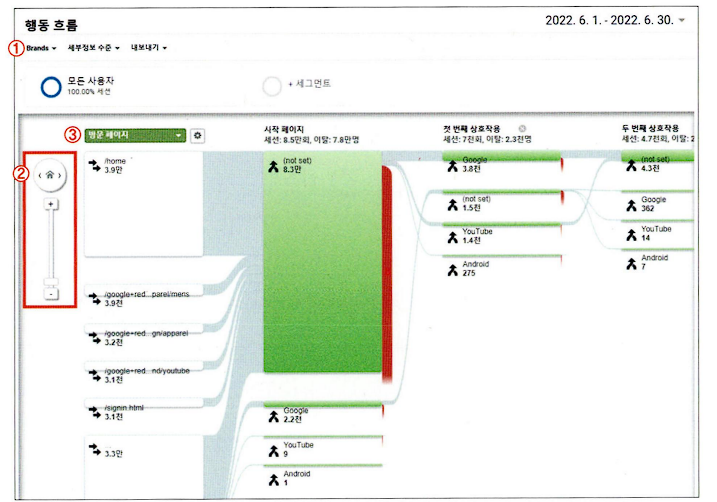 행동 흐름
2022. 6. 1. - 2022. 6. 30.
① Brands 세부정보 수준 내보내기
모든 사용자
100.00% 세션
+ 세그먼트
③ 방문 페이지
시작 페이지
세션: 8.5만회, 이탈: 7.8만명
첫 번째 상호작용
세션: 7천회, 이탈: 2.3천명
두 번째 상호작용
세션: 4.7천회, 이탈: 2
②
+
-
/home
3.9만
/google+red...parel/mens
3.9천
/google+red...gn/apparel
3.2천
/google+red...nd/youtube
3.1천
/signin html
3.1천
3.3만
(not set)
8.3만
Google
2.2천
YouTube
9
Android
1
Google
3.8천
(not set)
1.5천
YouTube
1.4천
Android
275
(not set)
4.3천
Google
362
YouTube
14
Android
7